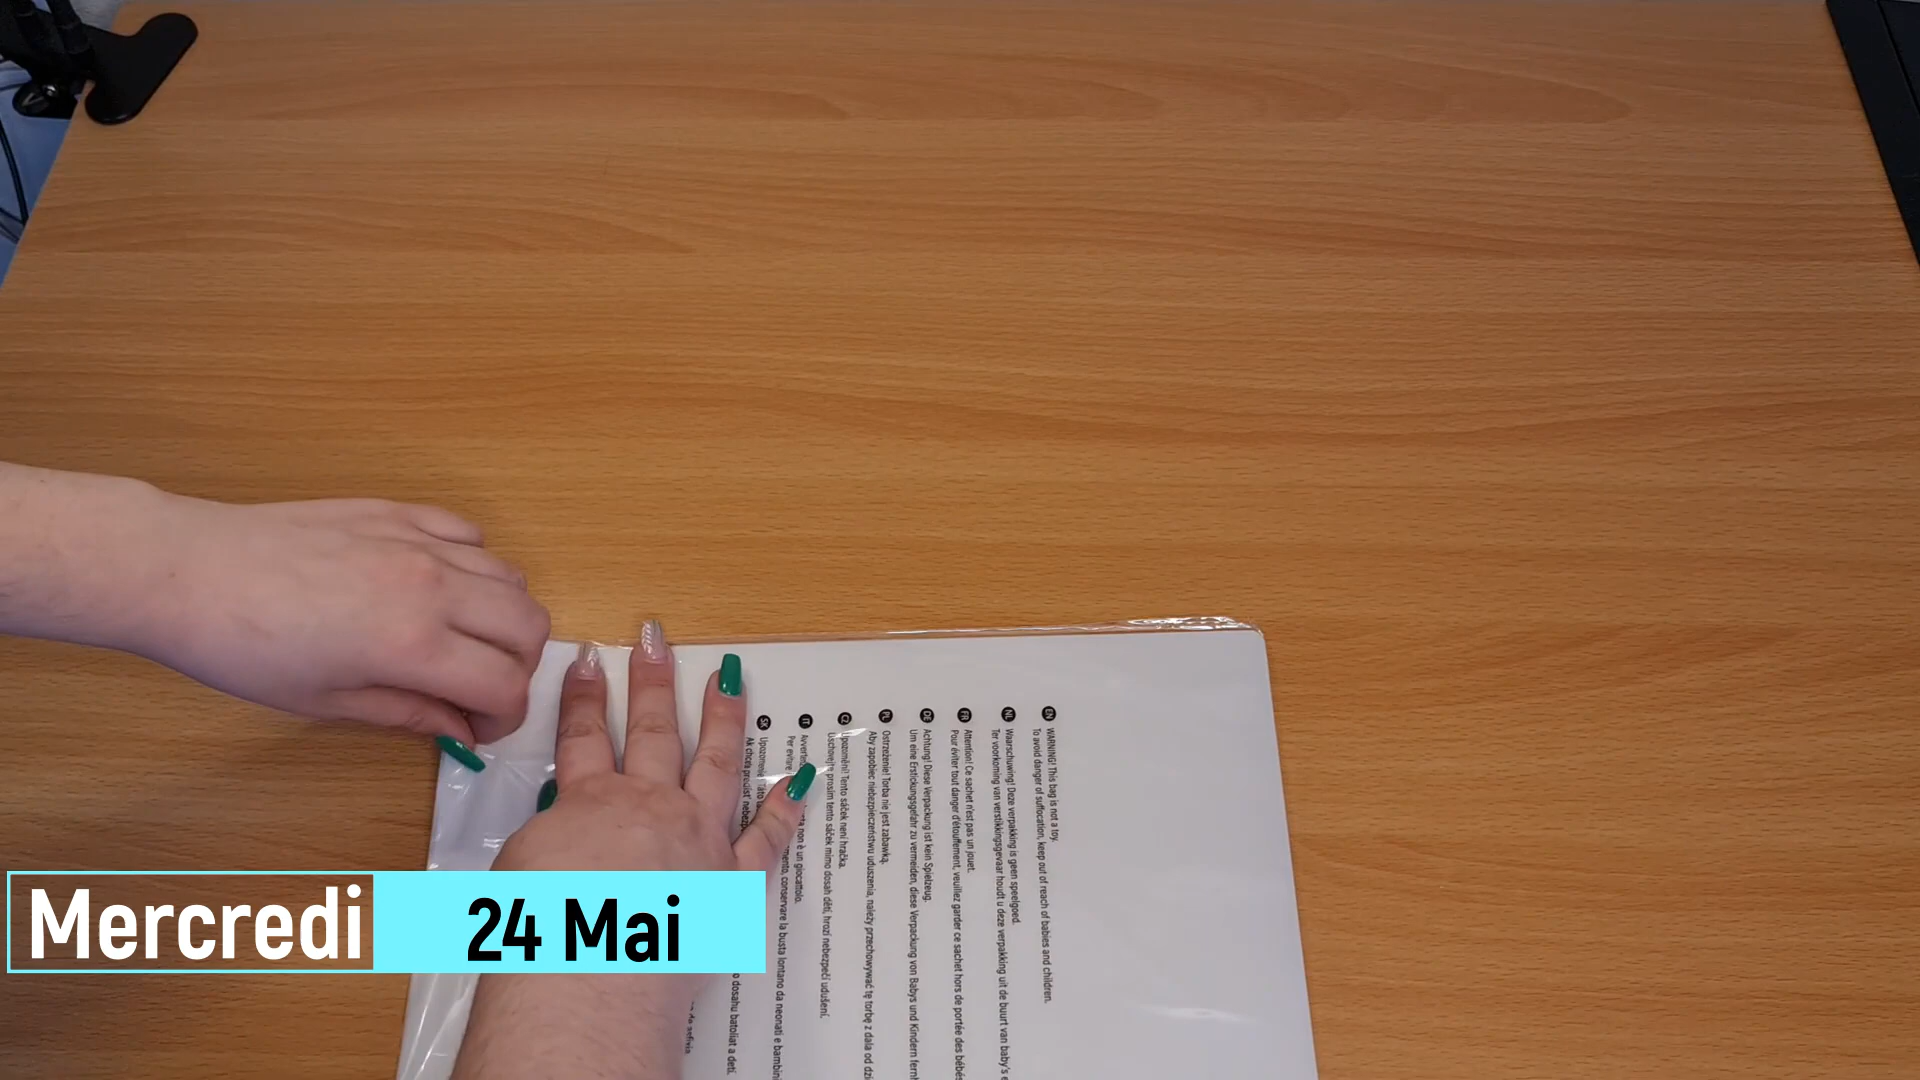 EN WARNING! This bag is not a toy.
To avoid danger of suffocation, keep out of reach of babies and children.
NL Waarschuwing! Deze verpakking is geen speelgoed.
Ter voorkoming van verstikkingsgevaar houdt u deze verpakking uit de buurt van baby's
FR Attention! Ce sachet n'est pas un jouet.
Pour éviter tout danger d'étouffement, veuillez garder ce sachet hors de portée des bébés
DE Achtung! Diese Verpackung ist kein Spielzeug.
Um eine Erstickungsgefahr zu vermeiden, diese Verpackung von Babys und Kindern
PL Ostrzeżenie! Torba nie jest zabawką.
Aby zapobiec niebezpieczeństwu uduszenia, należy przechowywać tę torbę z dala od
CZ Upozornění! Tento sáček není hračka.
Uschovejte prosím tento sáček mimo dosah dětí, hrozí nebezpečí udušení.
IT non è un giocattolo.
Per evitare conservare la busta lontano da neonati e
SK Upozornenie
Ak chcete dosahu batoliat a detí.
Mercredi
24 Mai